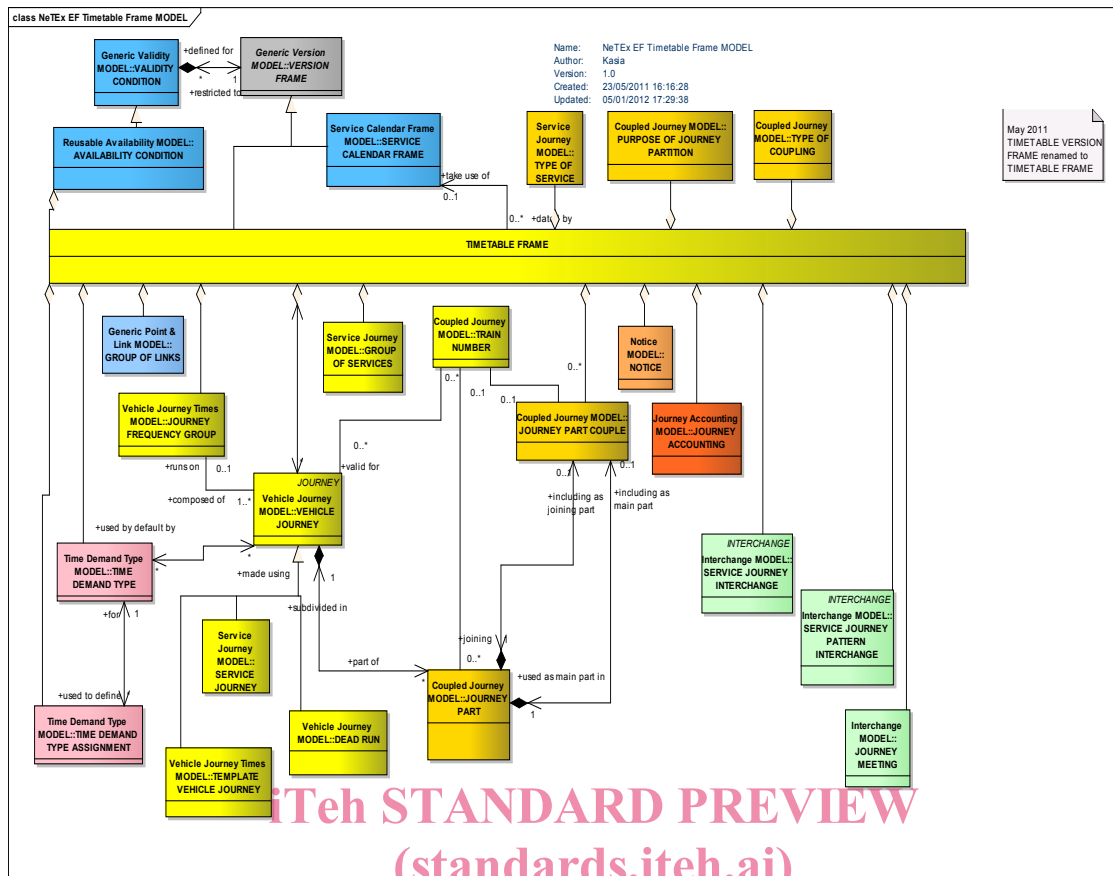 class NeTEx EF Timetable Frame MODEL
Name: NeTEx EF Timetable Frame MODEL
Author: Kasia
Version: 1.0
Created: 23/05/2011 16:16:28
Updated: 05/01/2012 17:29:38
Generic Validity
MODEL::VALIDITY
CONDITION
+defined for
*
1
+restricted to
Generic Version
MODEL::VERSION
FRAME
Reusable Availability MODEL::
AVAILABILITY CONDITION
Service Calendar Frame
MODEL::SERVICE
CALENDAR FRAME
+take use of
0..1
Service
Journey
MODEL::
TYPE OF
SERVICE
Coupled Journey MODEL::
PURPOSE OF JOURNEY
PARTITION
Coupled Journey
MODEL::TYPE OF
COUPLING
May 2011
TIMETABLE VERSION
FRAME renamed to
TIMETABLE FRAME
0..*
by
TIMETABLE FRAME
Generic Point &
Link MODEL::
GROUP OF LINKS
Service Journey
MODEL::GROUP
OF SERVICES
Coupled Journey
MODEL::TRAIN
NUMBER
0..*
0..1
0..1
0..*
Notice
MODEL::
NOTICE
Vehicle Journey Times
MODEL::JOURNEY
FREQUENCY GROUP
Coupled Journey MODEL::
JOURNEY PART COUPLE
Journey Accounting
MODEL::JOURNEY
ACCOUNTING
+runs on
0..1
0..*
+valid for
0..1
0..1
JOURNEY
Vehicle Journey
MODEL::VEHICLE
JOURNEY
+composed of
1..*
+including as
joining part
+including as
main part
+used by default by
Time Demand Type
MODEL::TIME
DEMAND TYPE
*
*
+made using
1
INTERCHANGE
Interchange MODEL::
SERVICE JOURNEY
INTERCHANGE
+for
1
+subdivided in
INTERCHANGE
Interchange MODEL::
SERVICE JOURNEY
PATTERN
INTERCHANGE
Service
Journey
MODEL::
SERVICE
JOURNEY
+joining
1
+part of
*
0..*
+used as main part in
1
Coupled Journey
MODEL::JOURNEY
PART
+used to define
*
Time Demand Type
MODEL::TIME DEMAND
TYPE ASSIGNMENT
Vehicle Journey
MODEL::DEAD RUN
Interchange
MODEL::
JOURNEY
MEETING
Vehicle Journey Times
MODEL::TEMPLATE
VEHICLE JOURNEY
iTeh STANDARD PREVIEW
(standards.iteh.ai)